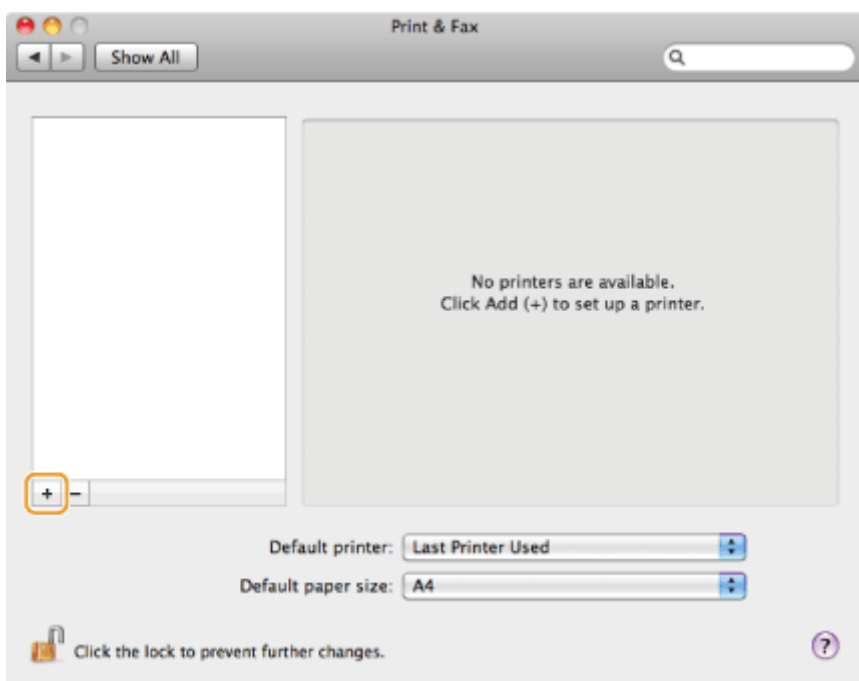 Print & Fax
Show All
No printers are available.
Click Add (+) to set up a printer.
+ −
Default printer: Last Printer Used
Default paper size: A4
Click the lock to prevent further changes.
?